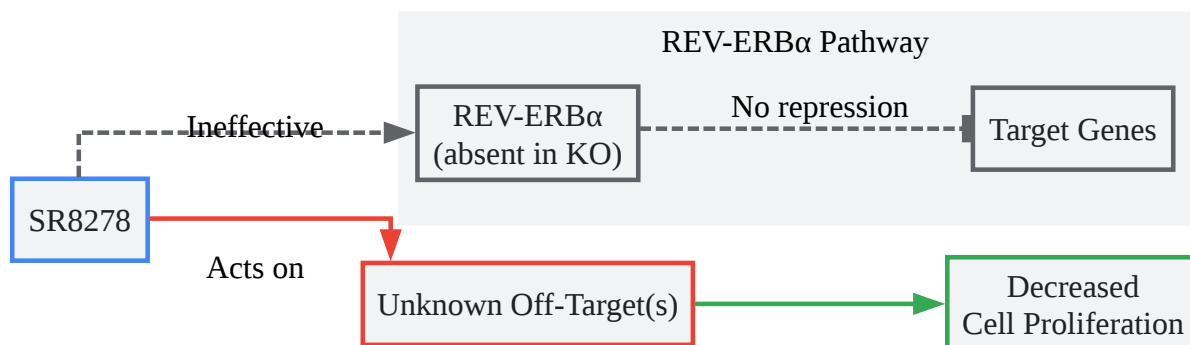 REV-ERBα Pathway
Ineffective
REV-ERBα
(absent in KO)
No repression
Target Genes
SR8278
Acts on
Unknown Off-Target(s)
Decreased
Cell Proliferation